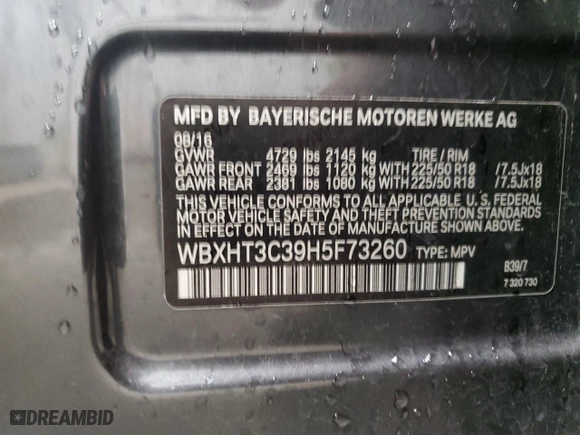 MFD BY BAYERISCHE MOTOREN WERKE AG
08/16
GVWR 4729 lbs 2145 kg TIRE / RIM
GAWR FRONT 2469 lbs 1120 kg WITH 225/50 R18 /7.5Jx18
GAWR REAR 2381 lbs 1080 kg WITH 225/50 R18 /7.5Jx18
THIS VEHICLE CONFORMS TO ALL APPLICABLE U. S. FEDERAL
MOTOR VEHICLE SAFETY AND THEFT PREVENTION STANDARDS
IN EFFECT ON THE DATE OF MANUFACTURE SHOWN ABOVE.
WBXHT3C39H5F73260 TYPE: MPV
B39/7
7 320 730
DREAMBID